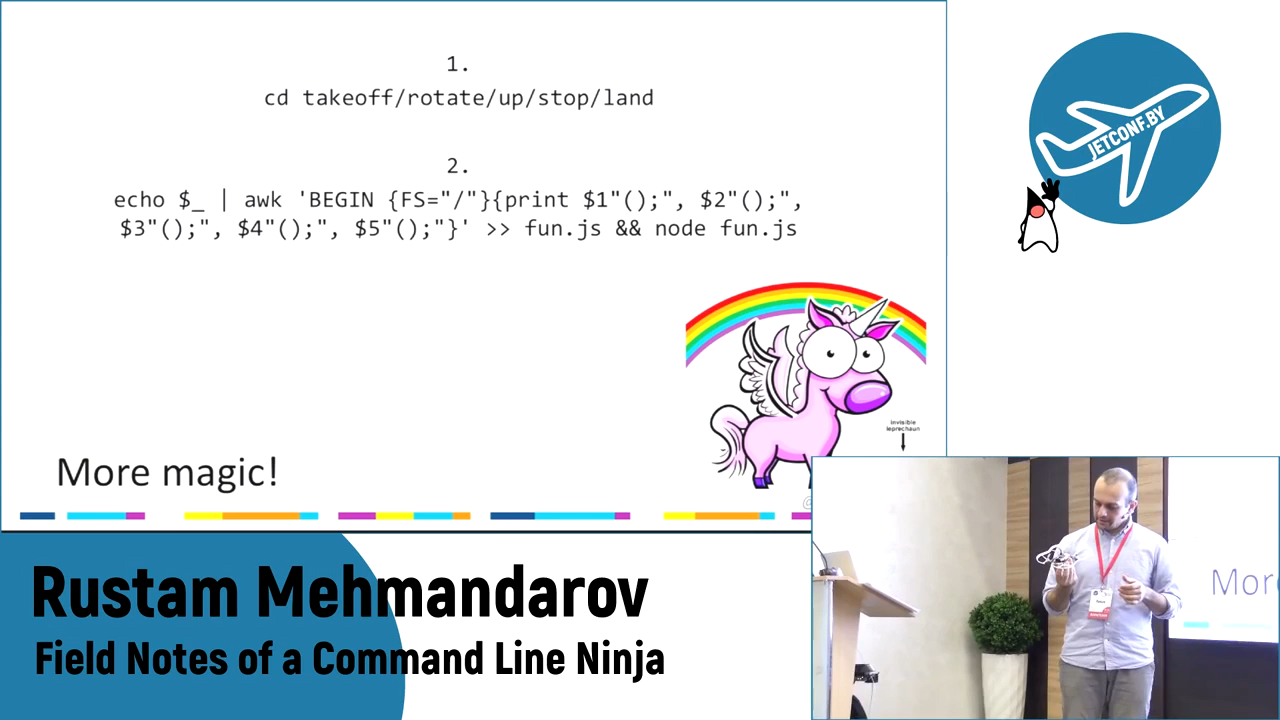 1.
cd takeoff/rotate/up/stop/land
2.
echo $_ | awk 'BEGIN {FS="/"}{print $1"();", $2"();",
$3"();", $4"();", $5"();"}' >> fun.js && node fun.js
invisible
leprechaun
More magic!
JETCONF.BY
Rustam Mehmandarov
Field Notes of a Command Line Ninja
Mor